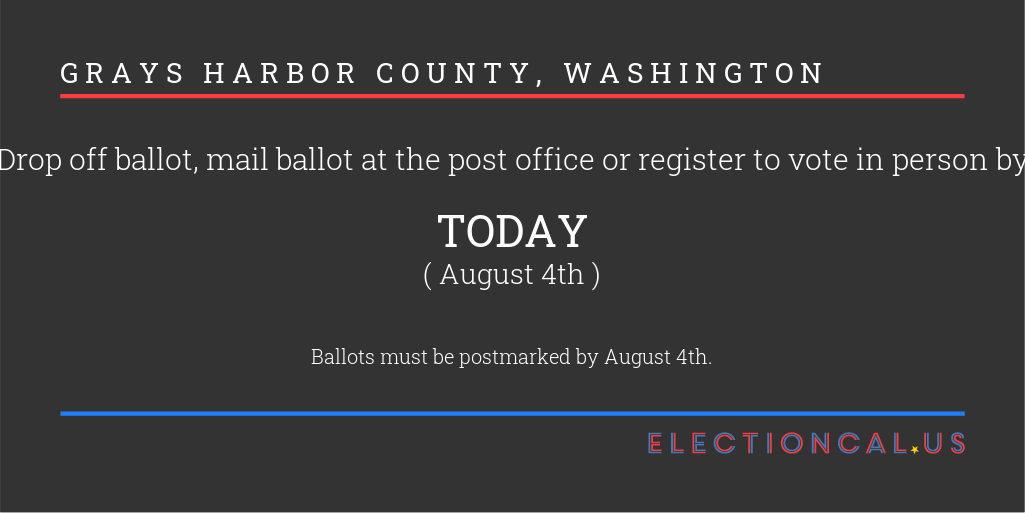 GRAYS HARBOR COUNTY, WASHINGTON
Drop off ballot, mail ballot at the post office or register to vote in person by
TODAY
( August 4th )
Ballots must be postmarked by August 4th.
ELECTIONCAL.US